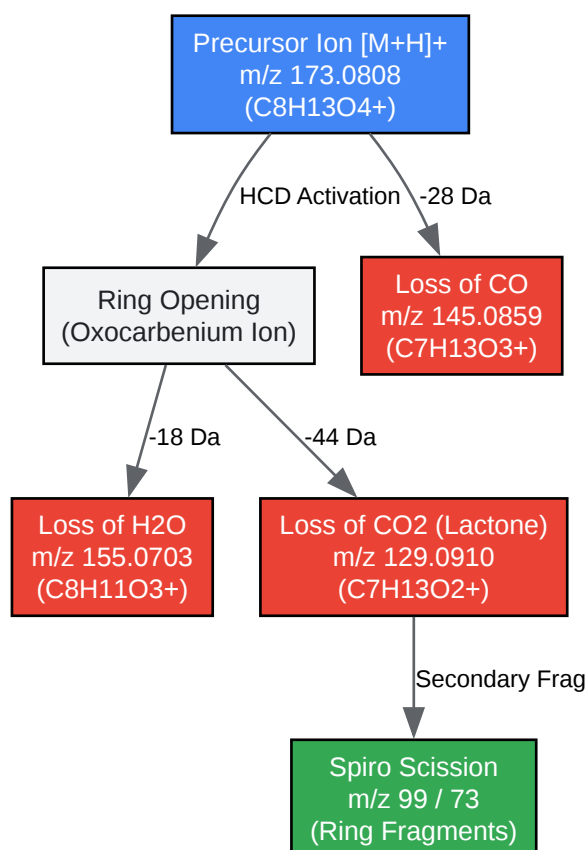 Precursor Ion [M+H]+
m/z 173.0808
(C8H13O4+)
HCD Activation
-28 Da
Ring Opening
(Oxocarbenium Ion)
Loss of CO
m/z 145.0859
(C7H13O3+)
-18 Da
-44 Da
Loss of H2O
m/z 155.0703
(C8H11O3+)
Loss of CO2 (Lactone)
m/z 129.0910
(C7H13O2+)
Secondary Frag
Spiro Scission
m/z 99 / 73
(Ring Fragments)